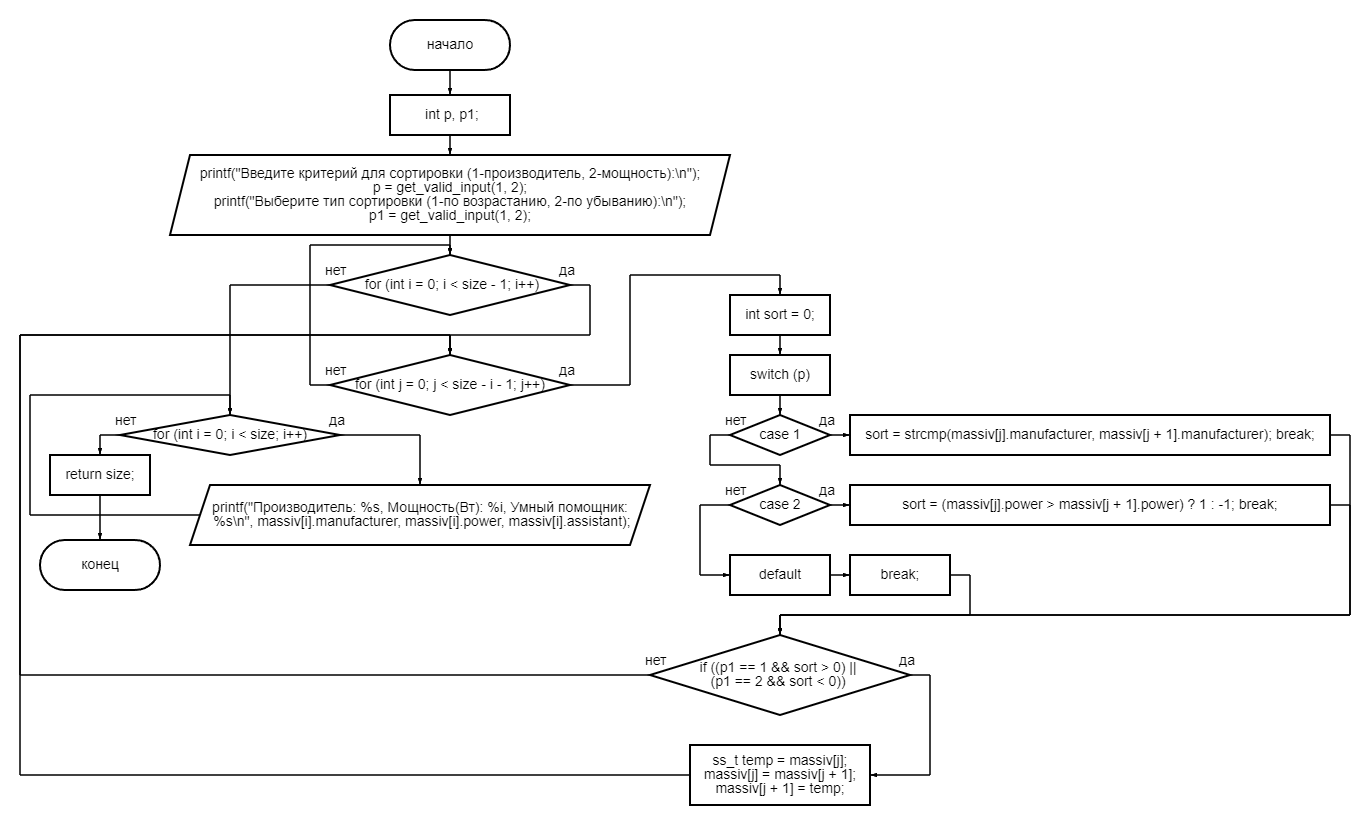 начало
int p, p1;
printf("Введите критерий для сортировки (1-производитель, 2-мощность):\n");
p = get_valid_input(1, 2);
printf("Выберите тип сортировки (1-по возрастанию, 2-по убыванию):\n");
p1 = get_valid_input(1, 2);
нет
да
for (int i = 0; i < size - 1; i++)
int sort = 0;
нет
да
for (int j = 0; j < size - i - 1; j++)
switch (p)
нет
да
for (int i = 0; i < size; i++)
нет
да
case 1
sort = strcmp(massiv[j].manufacturer, massiv[j + 1].manufacturer); break;
return size;
printf("Производитель: %s, Мощность(Вт): %i, Умный помощник:
%s\n", massiv[i].manufacturer, massiv[i].power, massiv[i].assistant);
нет
да
case 2
sort = (massiv[j].power > massiv[j + 1].power) ? 1 : -1; break;
конец
default
break;
нет
да
if ((p1 == 1 && sort > 0) ||
(p1 == 2 && sort < 0))
ss_t temp = massiv[j];
massiv[j] = massiv[j + 1];
massiv[j + 1] = temp;